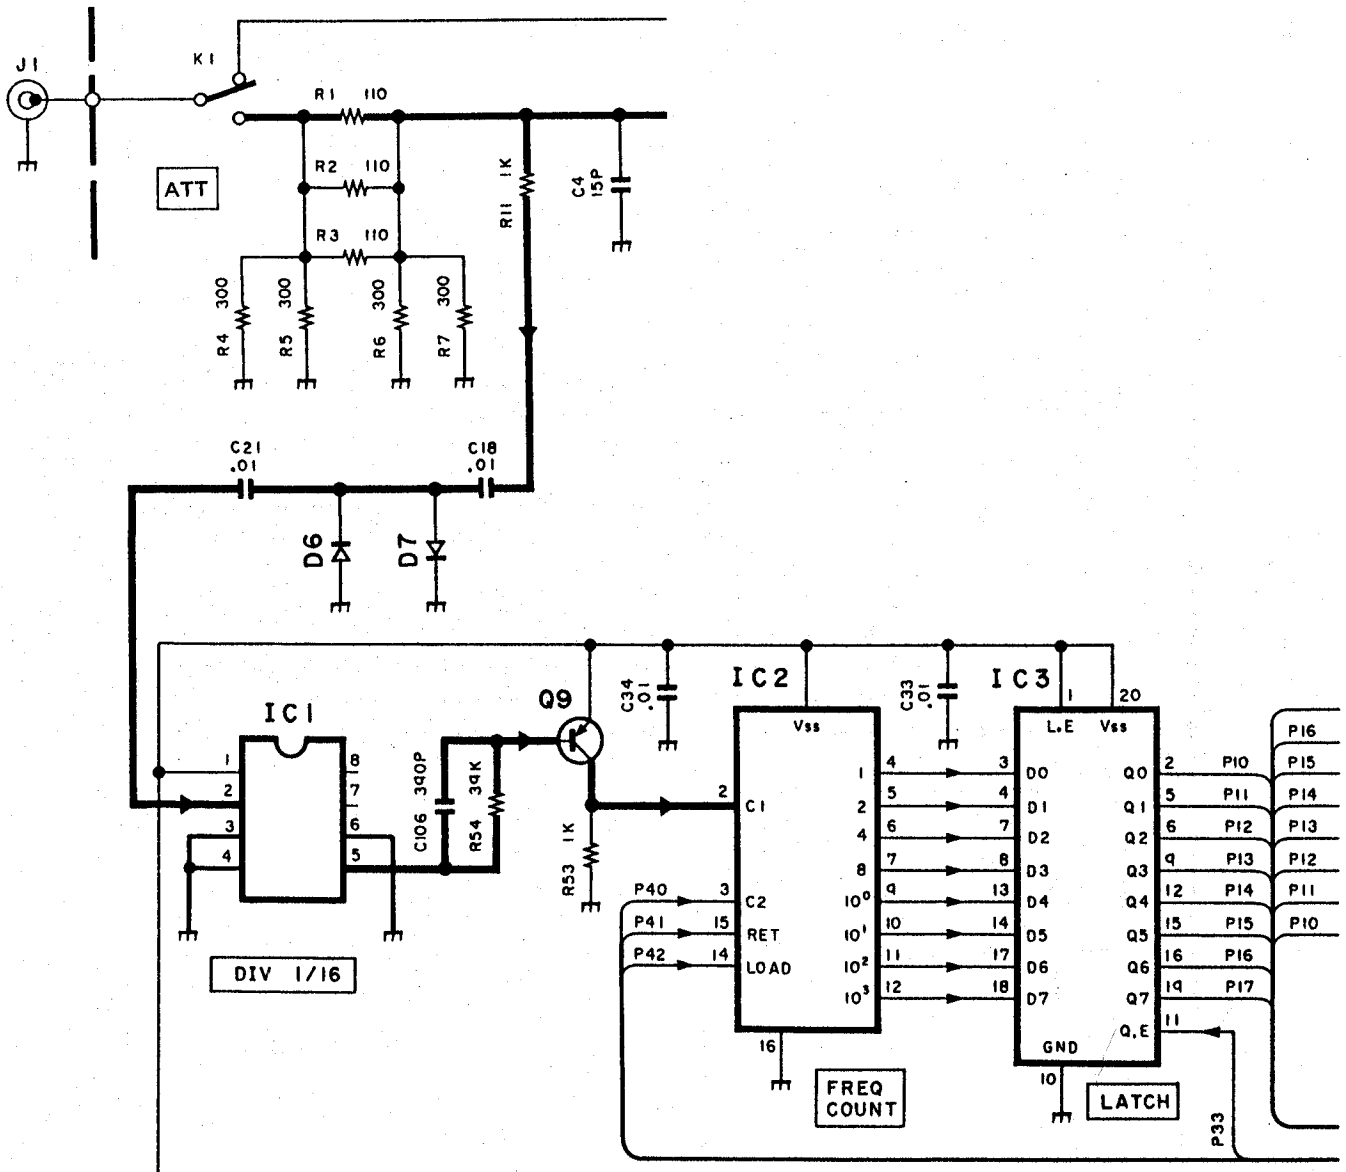 J1
K1
R1 110
R2 110
R3 110
ATT
R4 300
R5 300
R6 300
R7 300
R11 1K
C4 15P
C21
.01
C18
.01
D6
D7
IC1
1
2
3
4
8
7
6
5
DIV 1/16
C106 390P
R54 39K
Q9
R53 1K
C34 .01
IC2
Vss
2 C1
P40 3 C2
P41 15 RET
P42 14 LOAD
1 4
2 5
4 6
8 7
10⁰ 9
10¹ 10
10² 11
10³ 12
16
FREQ
COUNT
C33 .01
IC3
1
20
L.E Vss
3 D0
4 D1
7 D2
8 D3
13 D4
14 D5
17 D6
18 D7
Q0 2 P10
Q1 5 P11
Q2 6 P12
Q3 9 P13
Q4 12 P14
Q5 15 P15
Q6 16 P16
Q7 19 P17
Q.E 11
GND
10
LATCH
P33
P16
P15
P14
P13
P12
P11
P10